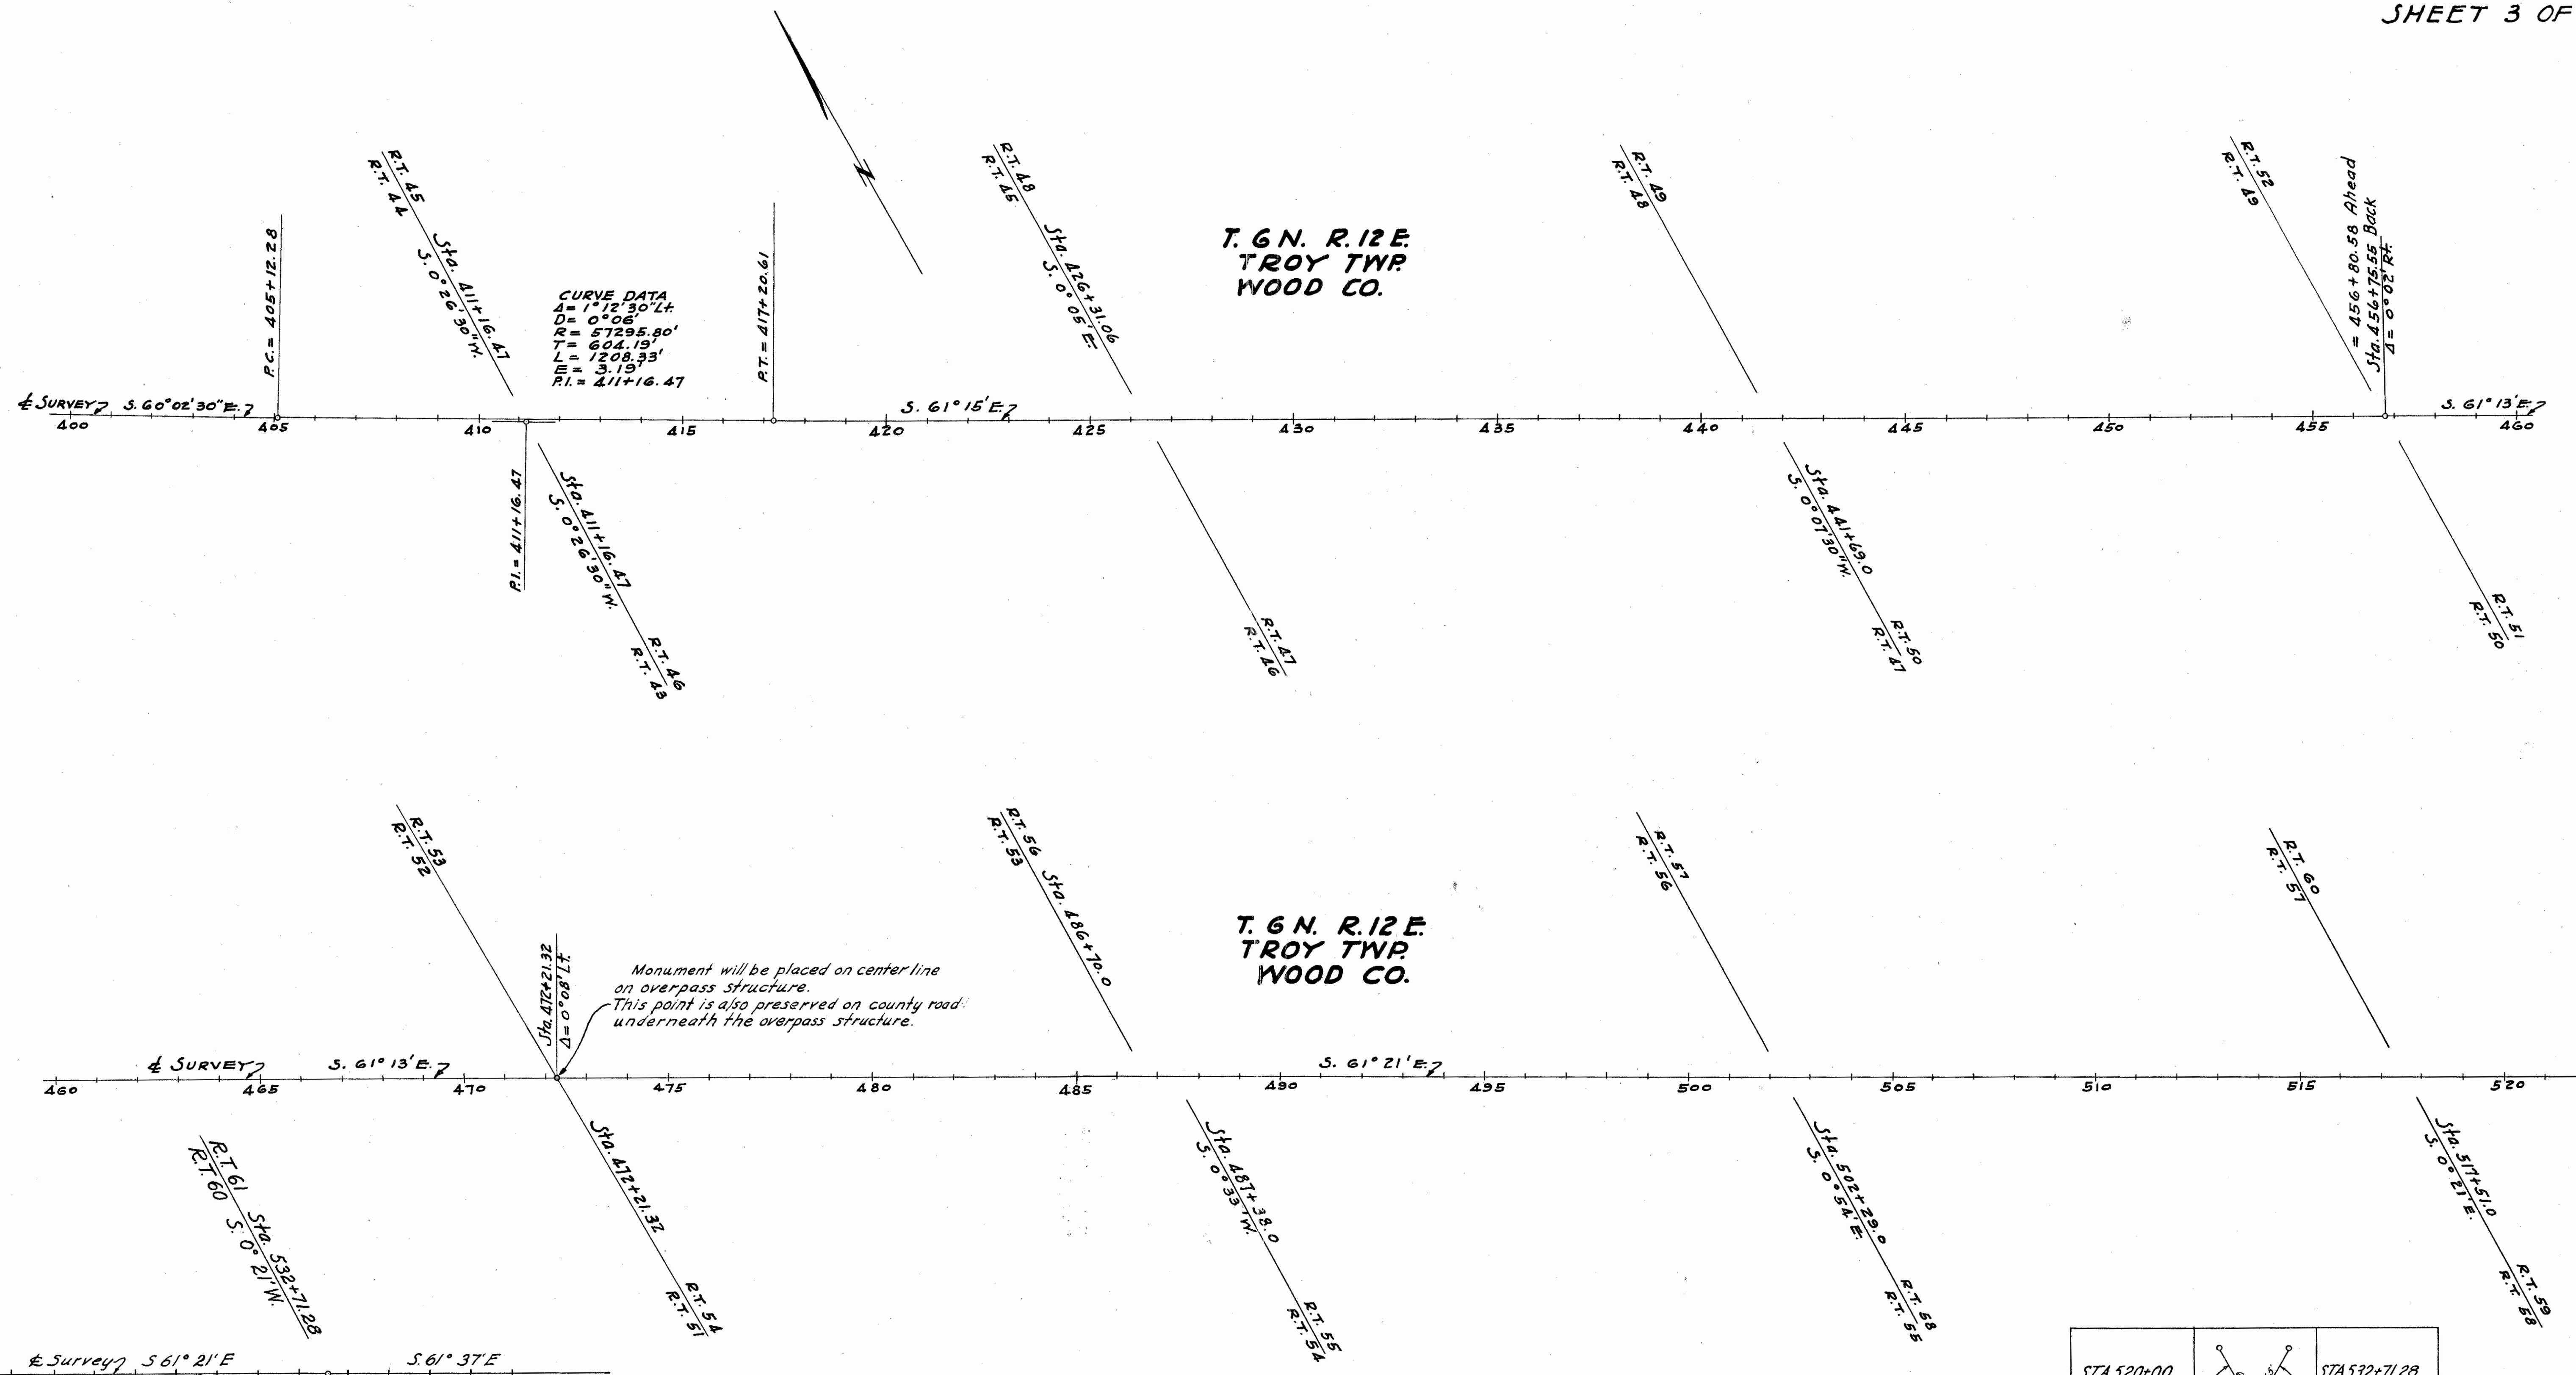 SHEET 3 OF
R.T. 45
R.T. 44
Sta. 411+16.47
S. 0°26'30"W.
P.C. = 405+12.28
CURVE DATA
Δ= 1°12'30"Lt.
D= 0°06'
R= 57295.80'
T= 604.19'
L= 1208.33'
E= 3.19'
P.I.= 411+16.47
P.T. = 417+20.61
N
R.T. 48
R.T. 45
Sta. 426+31.06
S. 0°05'E.
T. 6 N. R. 12 E.
TROY TWP.
WOOD CO.
R.T. 49
R.T. 48
R.T. 52
R.T. 49
= 456+80.58 Ahead
Sta. 456+75.55 Back
Δ = 0°02' Rt.
℄ SURVEY S. 60°02'30"E.
S. 61°15'E.
S. 61°13'E.
400 405 410 415 420 425 430 435 440 445 450 455 460
P.I. = 411+16.47
Sta. 411+16.47
S. 0°26'30"W.
R.T. 46
R.T. 43
R.T. 47
R.T. 46
Sta. 441+69.0
S. 0°07'30"W.
R.T. 50
R.T. 47
R.T. 51
R.T. 50
R.T. 53
R.T. 52
Sta. 472+21.32
Δ= 0°08' Lt.
Monument will be placed on center line
on overpass structure.
This point is also preserved on county road
underneath the overpass structure.
R.T. 56
R.T. 53
Sta. 486+70.0
T. 6 N. R. 12 E.
TROY TWP.
WOOD CO.
R.T. 57
R.T. 56
R.T. 60
R.T. 57
℄ SURVEY S. 61°13'E.
S. 61°21'E.
460 465 470 475 480 485 490 495 500 505 510 515 520
R.T. 61 Sta. 532+71.28
R.T. 60 S. 0°21'W.
Sta. 472+21.32
R.T. 54
R.T. 51
Sta. 487+38.0
S. 0°33'W.
R.T. 55
R.T. 54
Sta. 502+29.0
S. 0°54'E.
R.T. 58
R.T. 55
Sta. 517+51.0
S. 0°21'E.
R.T. 59
R.T. 58
℄ Survey S 61°21'E
S. 61°37'E
STA 520+00
STA 532+71.28